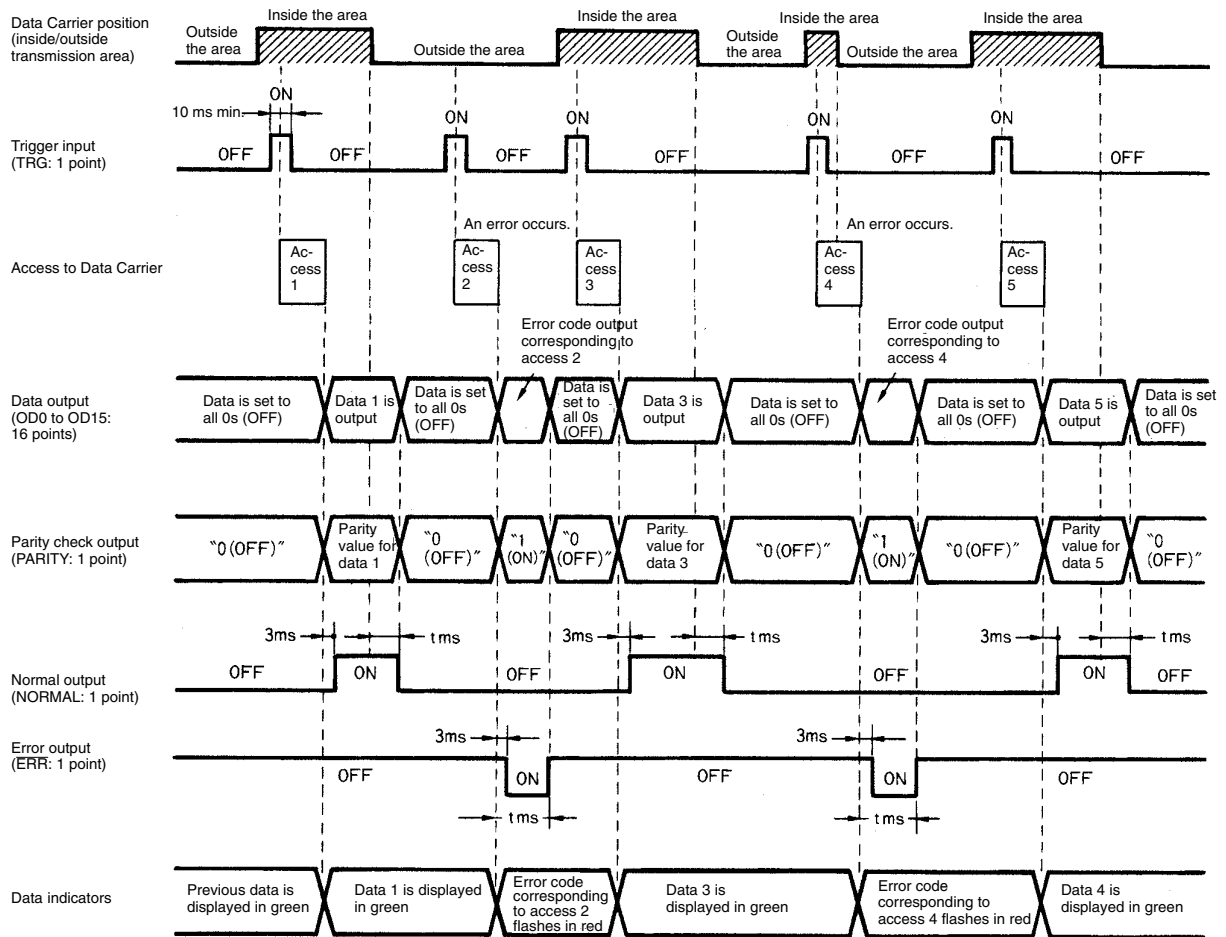 Data Carrier position
(inside/outside
transmission area)
Outside
the area
Inside the area
Outside the area
Inside the area
Outside
the area
Inside the area
Outside the area
Inside the area
10 ms min.
ON
ON
ON
ON
ON
Trigger input
(TRG: 1 point)
OFF
OFF
OFF
OFF
OFF
OFF
An error occurs.
An error occurs.
Access to Data Carrier
Ac-
cess
1
Ac-
cess
2
Ac-
cess
3
Ac-
cess
4
Ac-
cess
5
Error code output
corresponding to
access 2
Error code output
corresponding to
access 4
Data output
(OD0 to OD15:
16 points)
Data is set to
all 0s (OFF)
Data 1 is
output
Data is set
to all 0s
(OFF)
Data is
set to
all 0s
(OFF)
Data 3 is
output
Data is set to
all 0s (OFF)
Data is set to
all 0s (OFF)
Data 5 is
output
Data is set
to all 0s
(OFF)
Parity check output
(PARITY: 1 point)
"0(OFF)"
Parity
value for
data 1
"0
(OFF)"
"1
(ON)"
"0
(OFF)"
Parity
value for
data 3
"0(OFF)"
"1
(ON)"
"0(OFF)"
Parity
value for
data 5
"0
(OFF)"
3ms
t ms
3ms
t ms
3ms
t ms
Normal output
(NORMAL: 1 point)
OFF
ON
OFF
ON
OFF
ON
OFF
Error output
(ERR: 1 point)
3ms
3ms
OFF
ON
OFF
ON
OFF
t ms
t ms
Data indicators
Previous data is
displayed in green
Data 1 is displayed
in green
Error code
corresponding
to access 2
flashes in red
Data 3 is
displayed in green
Error code
corresponding to
access 4 flashes in red
Data 4 is
displayed in green